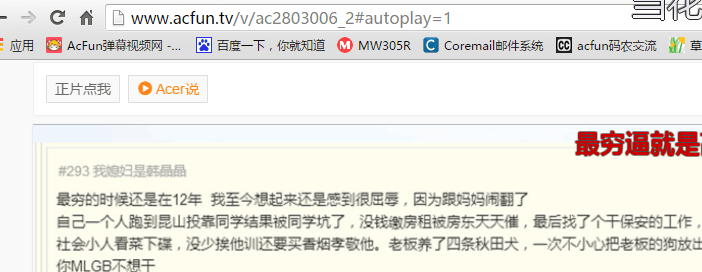 www.acfun.tv/v/ac2803006_2#autoplay=1
应用 AcFun弹幕视频网 - ... 百度一下，你就知道 MW305R Coremail邮件系统 acfun码农交流 草
正片点我 Acer说
最穷逼就是
#293 我媳妇是韩晶晶
最穷的时候还是在12年 我至今想起来还是感到很屈辱，因为跟妈妈闹翻了
自己一个人跑到昆山投靠同学结果被同学坑了，没钱缴房租被房东天天催，最后找了个干保安的工作，
社会小人看菜下碟，没少挨他训还要买香烟孝敬他。老板养了四条秋田犬，一次不小心把老板的狗放出
你MLGB不想干